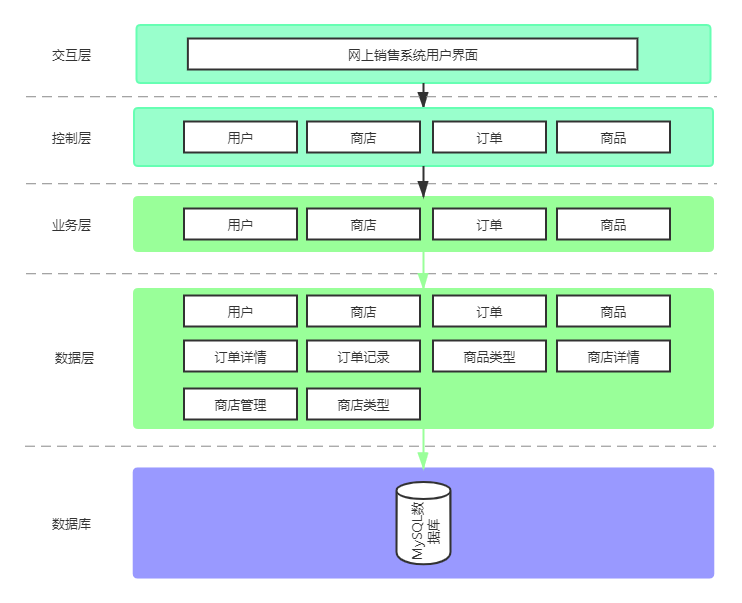 交互层
网上销售系统用户界面
控制层
用户
商店
订单
商品
业务层
用户
商店
订单
商品
数据层
用户
商店
订单
商品
订单详情
订单记录
商品类型
商店详情
商店管理
商店类型
数据库
MySQL数
据库